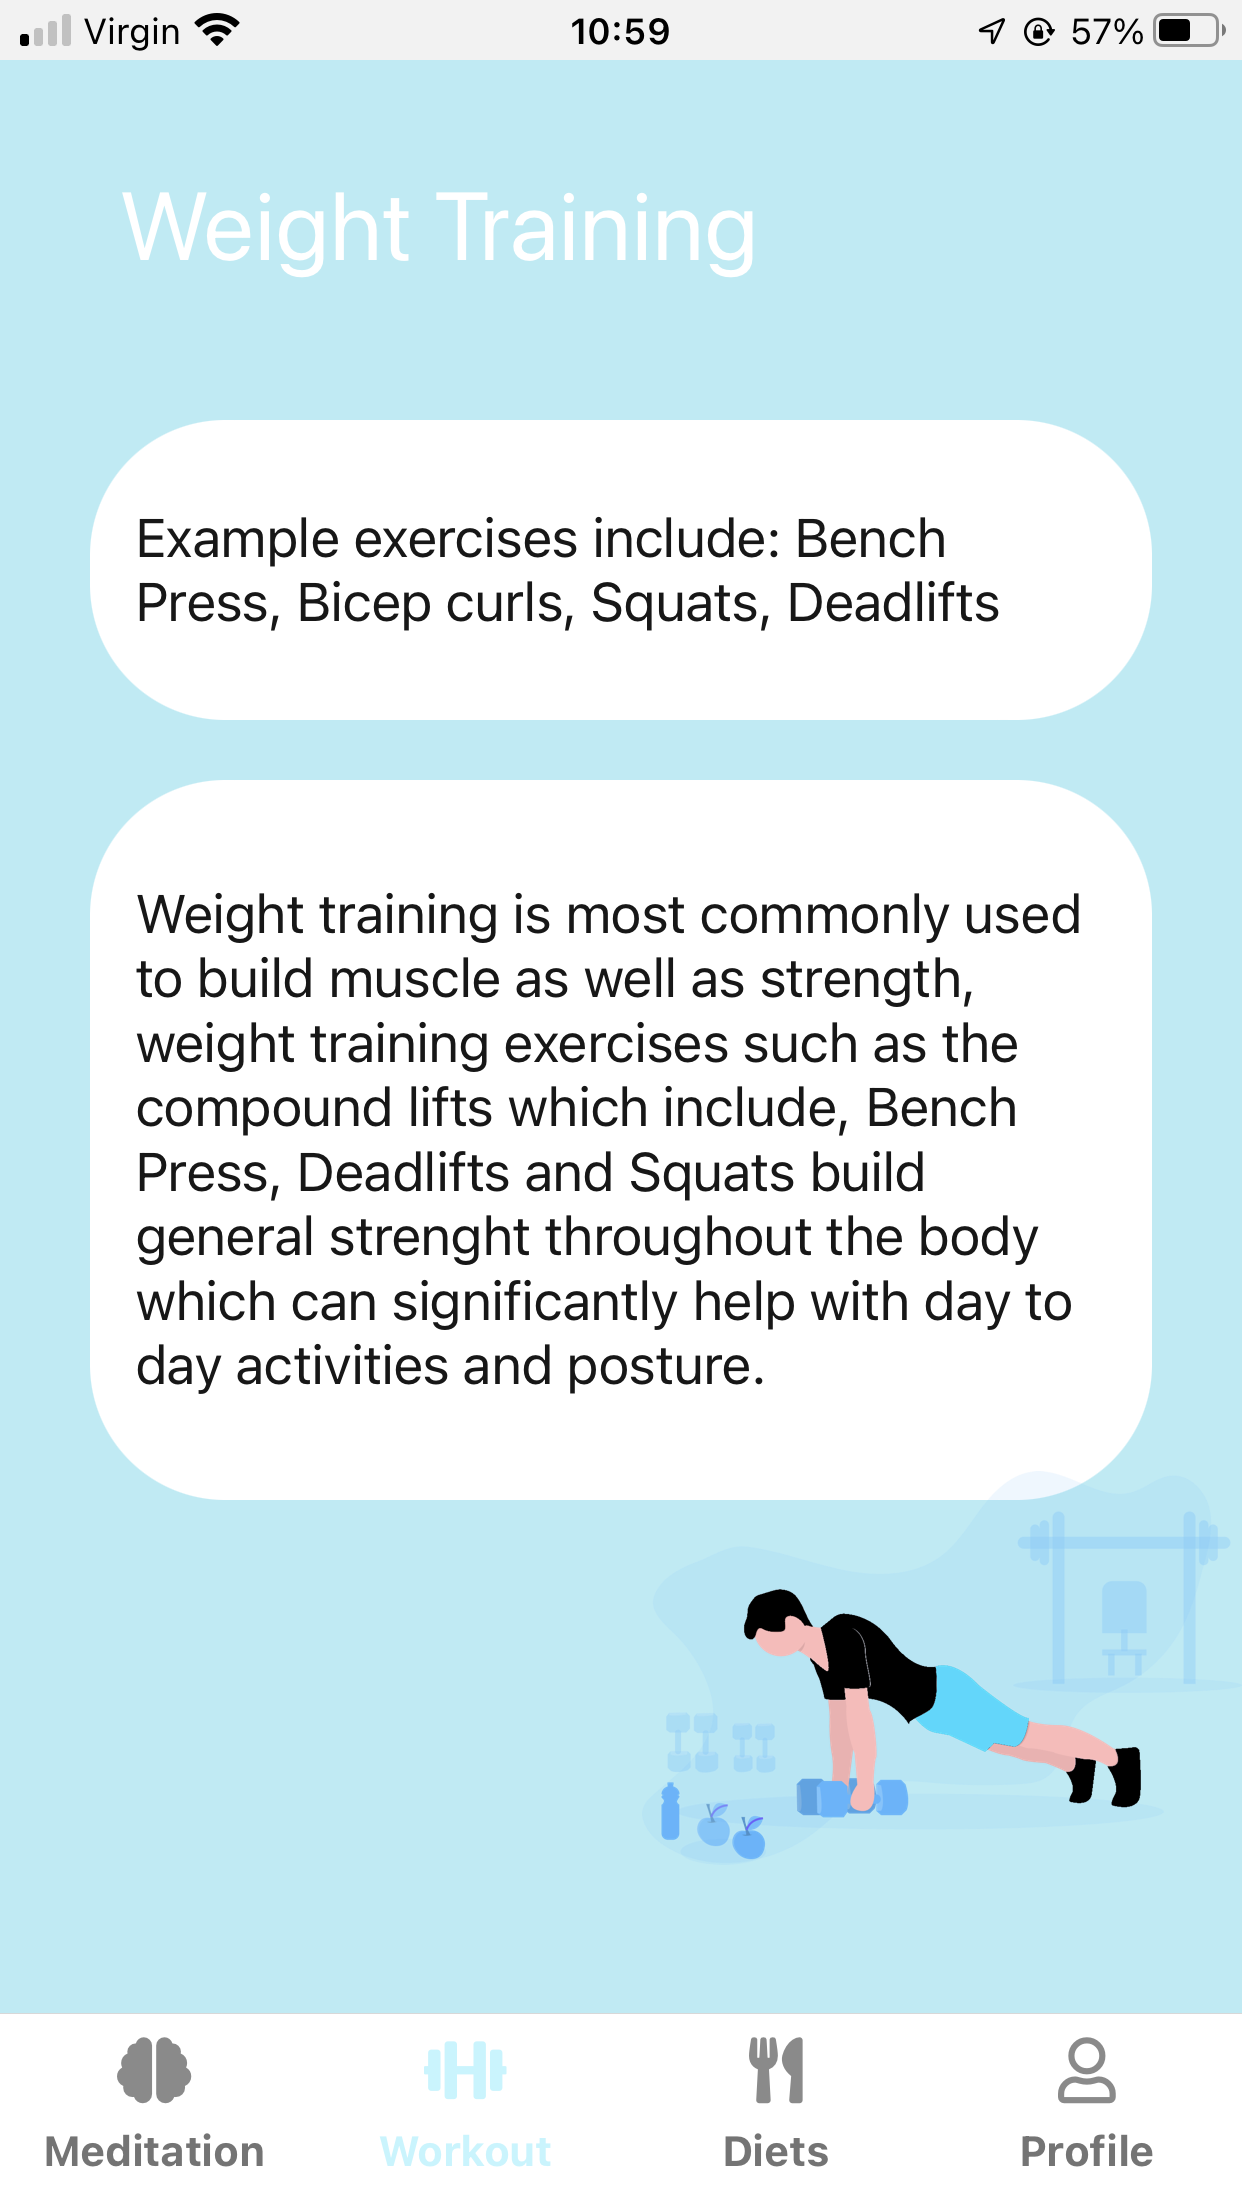 Virgin 10:59 57%
Weight Training
Example exercises include: Bench
Press, Bicep curls, Squats, Deadlifts
Weight training is most commonly used
to build muscle as well as strength,
weight training exercises such as the
compound lifts which include, Bench
Press, Deadlifts and Squats build
general strenght throughout the body
which can significantly help with day to
day activities and posture.
Meditation Workout Diets Profile